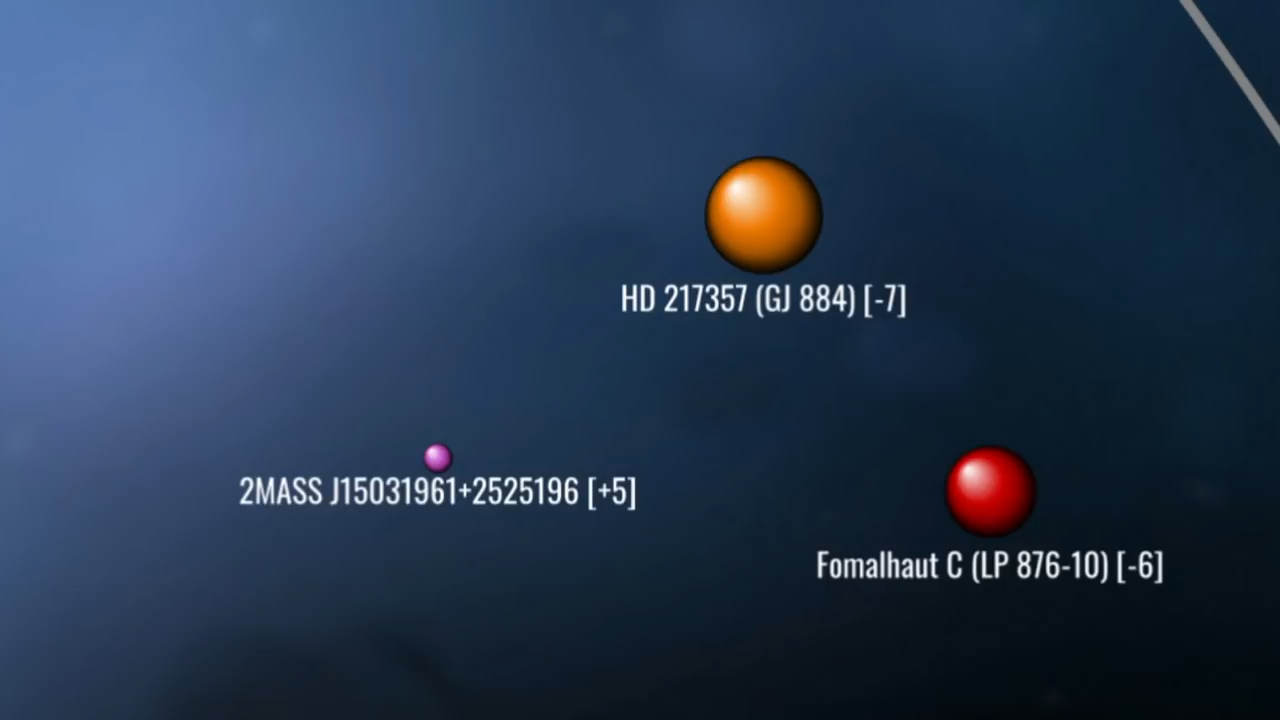 HD 217357 (GJ 884) [-7]
2MASS J15031961+2525196 [+5]
Fomalhaut C (LP 876-10) [-6]